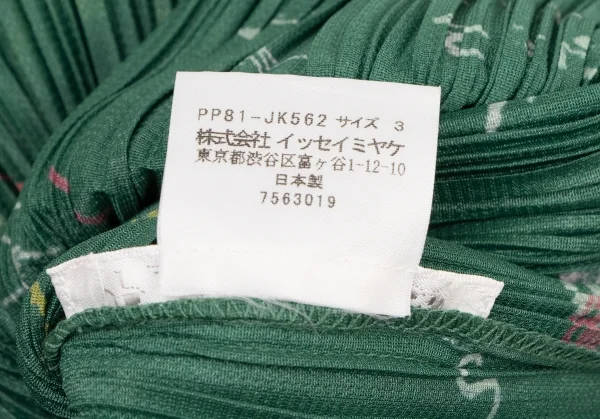 PP81-JK562 サイズ 3
株式会社 イッセイミヤケ
東京都渋谷区富ヶ谷1-12-10
日本製
7563019